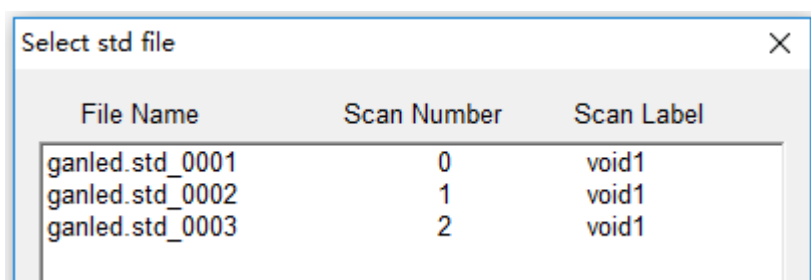 Select std file
File Name Scan Number Scan Label
ganled.std_0001 0 void1
ganled.std_0002 1 void1
ganled.std_0003 2 void1